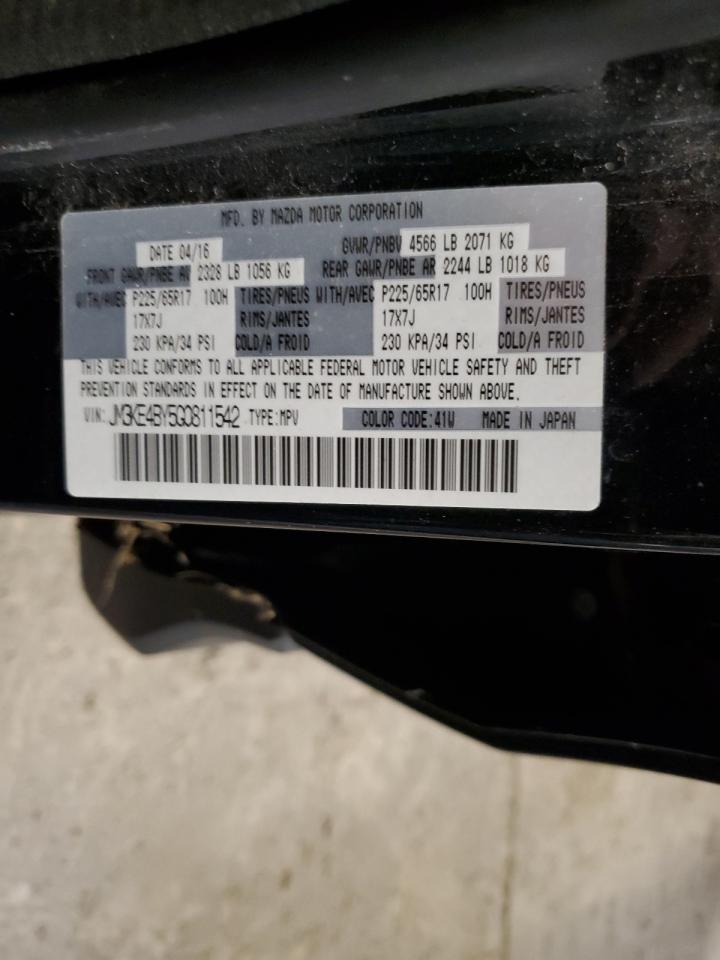 MFD. BY MAZDA MOTOR CORPORATION
DATE 04/16 GVWR/PNBV 4566 LB 2071 KG
FRONT GAWR/PNBE AV 2328 LB 1056 KG REAR GAWR/PNBE AR 2244 LB 1018 KG
WITH/AVEC P225/65R17 100H TIRES/PNEUS WITH/AVEC P225/65R17 100H TIRES/PNEUS
17X7J RIMS/JANTES 17X7J RIMS/JANTES
230 KPA/34 PSI COLD/A FROID 230 KPA/34 PSI COLD/A FROID
THIS VEHICLE CONFORMS TO ALL APPLICABLE FEDERAL MOTOR VEHICLE SAFETY AND THEFT
PREVENTION STANDARDS IN EFFECT ON THE DATE OF MANUFACTURE SHOWN ABOVE.
VIN: JM3KE4BY5G0811542 TYPE:MPV COLOR CODE:41W MADE IN JAPAN